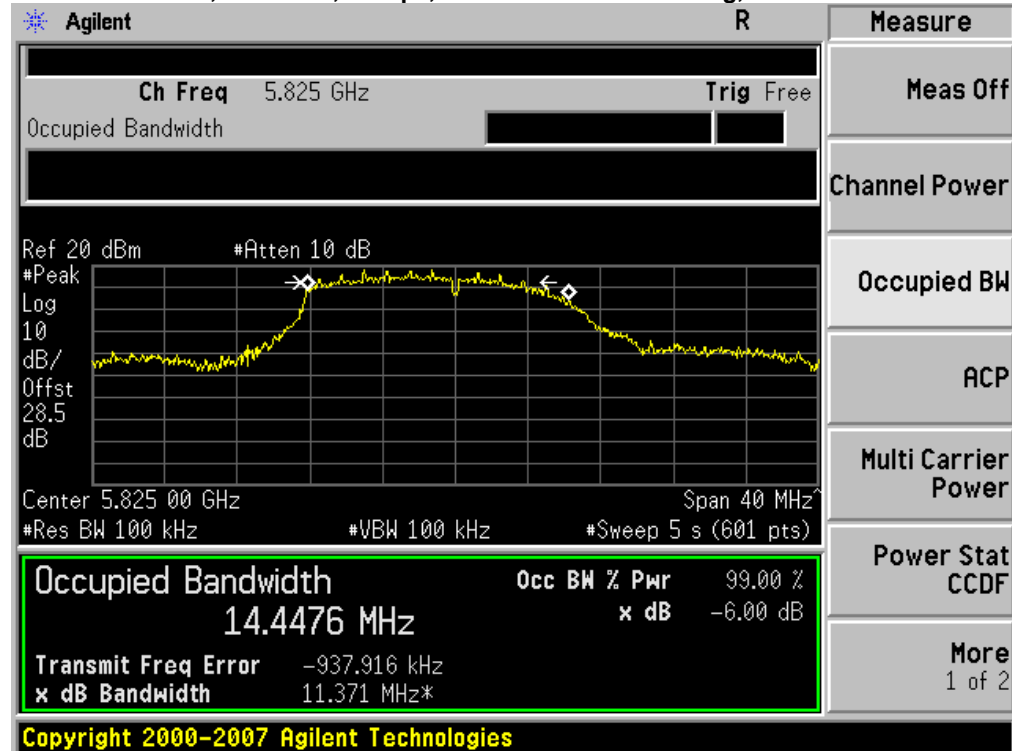 Agilent R Measure
Ch Freq 5.825 GHz Trig Free
Occupied Bandwidth
Meas Off
Channel Power
Occupied BW
ACP
Multi Carrier
Power
Power Stat
CCDF
More
1 of 2
Ref 20 dBm #Atten 10 dB
#Peak
Log
10
dB/
Offst
28.5
dB
Center 5.825 00 GHz Span 40 MHz^
#Res BW 100 kHz #VBW 100 kHz #Sweep 5 s (601 pts)
Occupied Bandwidth Occ BW % Pwr 99.00 %
14.4476 MHz x dB -6.00 dB
Transmit Freq Error -937.916 kHz
x dB Bandwidth 11.371 MHz*
Copyright 2000-2007 Agilent Technologies